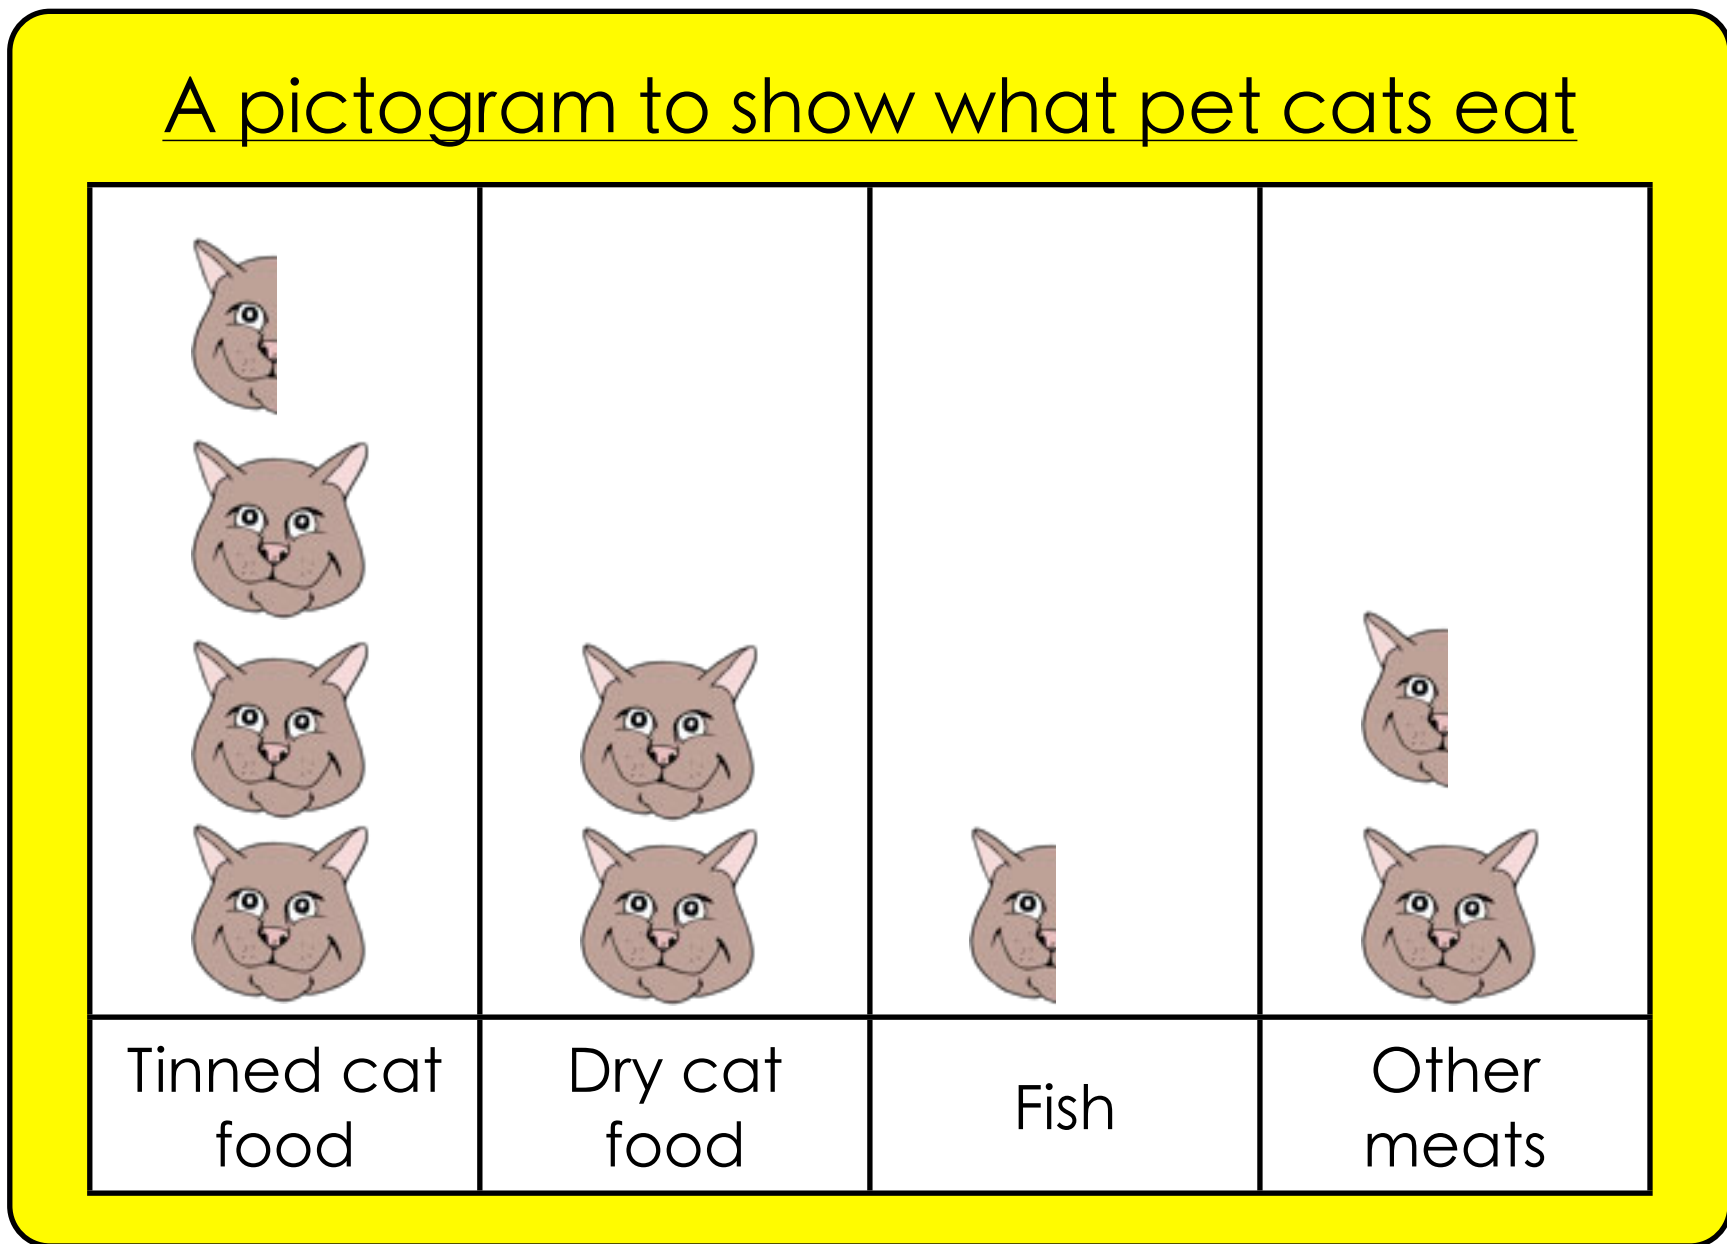 A pictogram to show what pet cats eat
Tinned cat
food
Dry cat
food
Fish
Other
meats